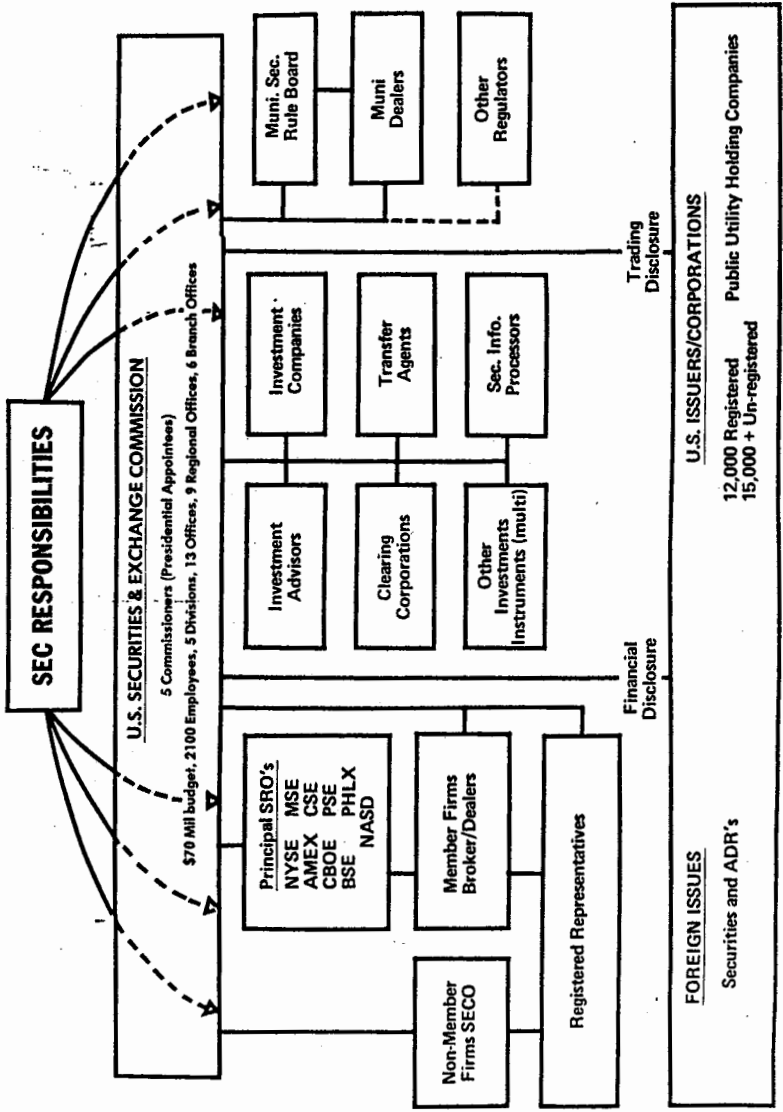 SEC RESPONSIBILITIES
U.S. SECURITIES & EXCHANGE COMMISSION
5 Commissioners (Presidential Appointees)
$70 Mil budget, 2100 Employees, 5 Divisions, 13 Offices, 9 Regional Offices, 6 Branch Offices
Non-Member
Firms SECO
Principal SRO's
NYSE MSE
AMEX CSE
CBOE PSE
BSE PHLX
NASD
Member Firms
Broker/Dealers
Registered Representatives
Investment
Advisors
Investment
Companies
Clearing
Corporations
Transfer
Agents
Other
Investments
Instruments (multi)
Sec. Info.
Processors
Muni. Sec.
Rule Board
Muni
Dealers
Other
Regulators
Financial
Disclosure
Trading
Disclosure
FOREIGN ISSUES
Securities and ADR's
U.S. ISSUERS/CORPORATIONS
12,000 Registered Public Utility Holding Companies
15,000 + Un-registered